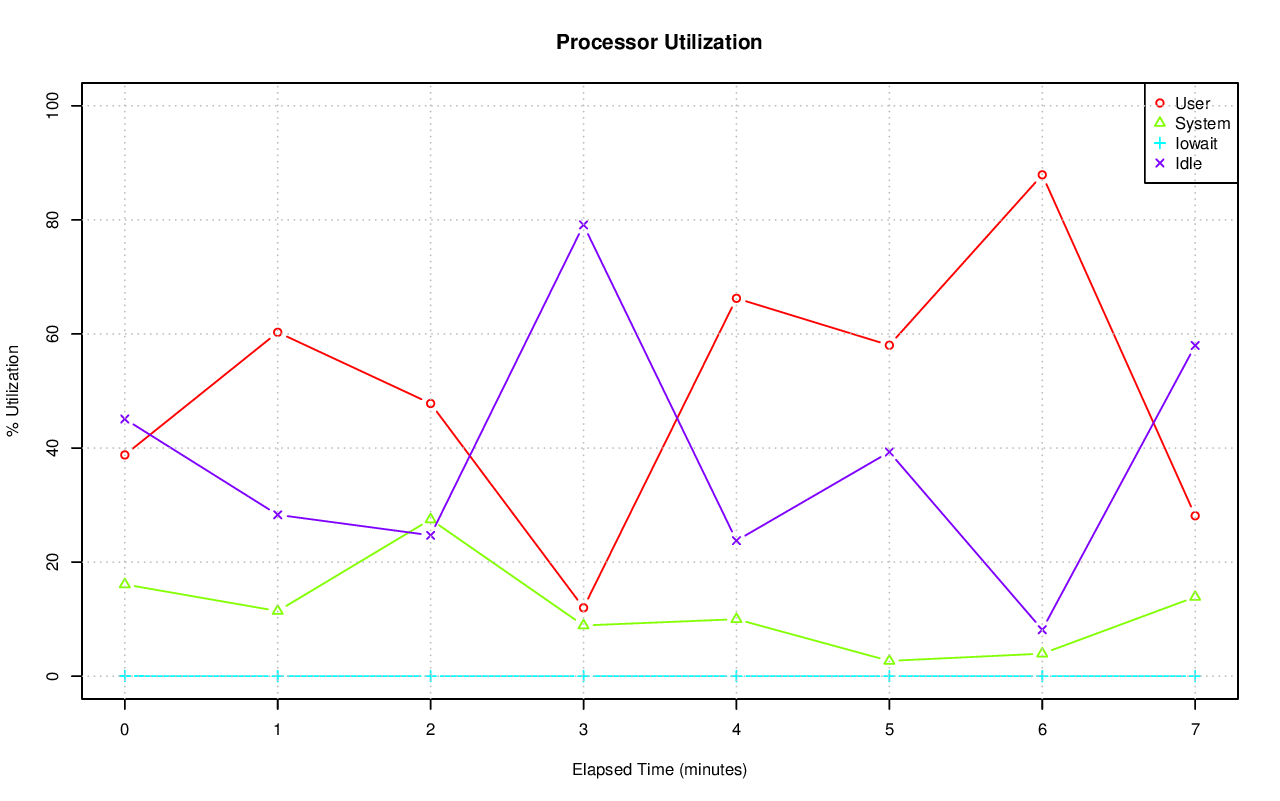 Processor Utilization
User
System
Iowait
Idle
% Utilization
100
80
60
40
20
0
0 1 2 3 4 5 6 7
Elapsed Time (minutes)